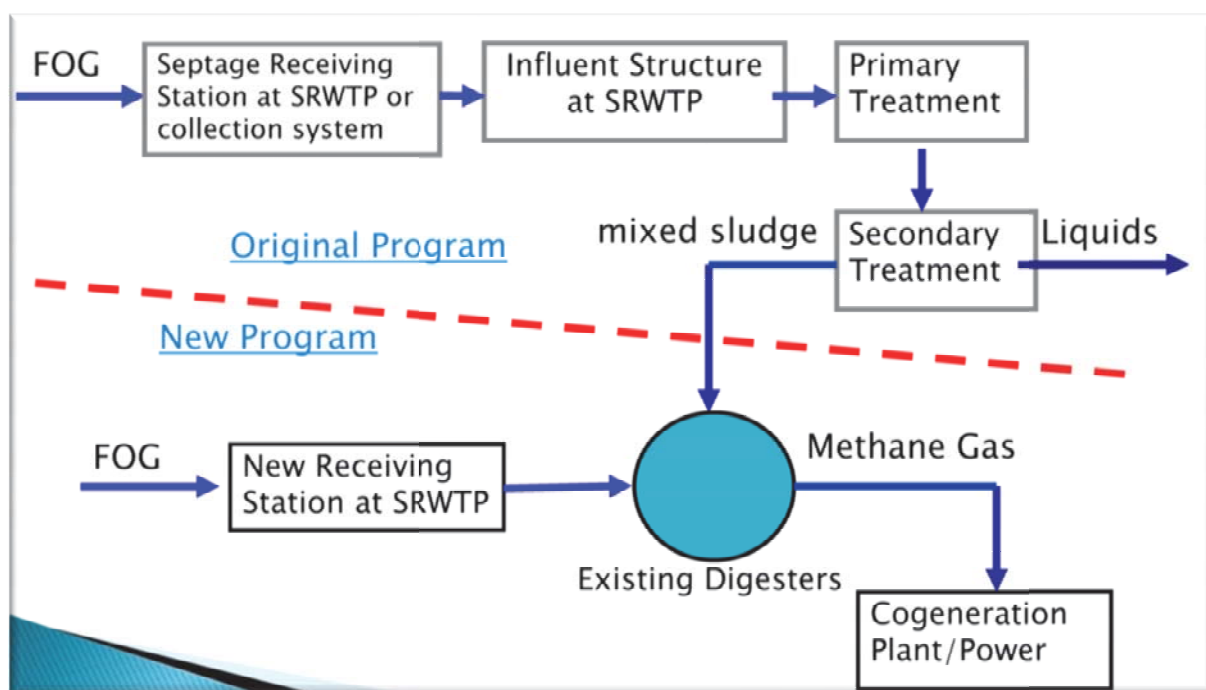 FOG
Septage Receiving
Station at SRWTP or
collection system
Influent Structure
at SRWTP
Primary
Treatment
mixed sludge
Secondary
Treatment
Liquids
Original Program
New Program
FOG
New Receiving
Station at SRWTP
Methane Gas
Existing Digesters
Cogeneration
Plant/Power